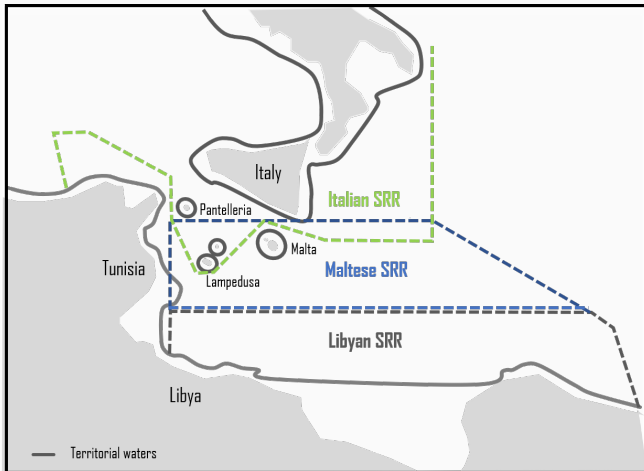 Italy
Pantelleria
Italian SRR
Tunisia
Malta
Lampedusa
Maltese SRR
Libyan SRR
Libya
Territorial waters